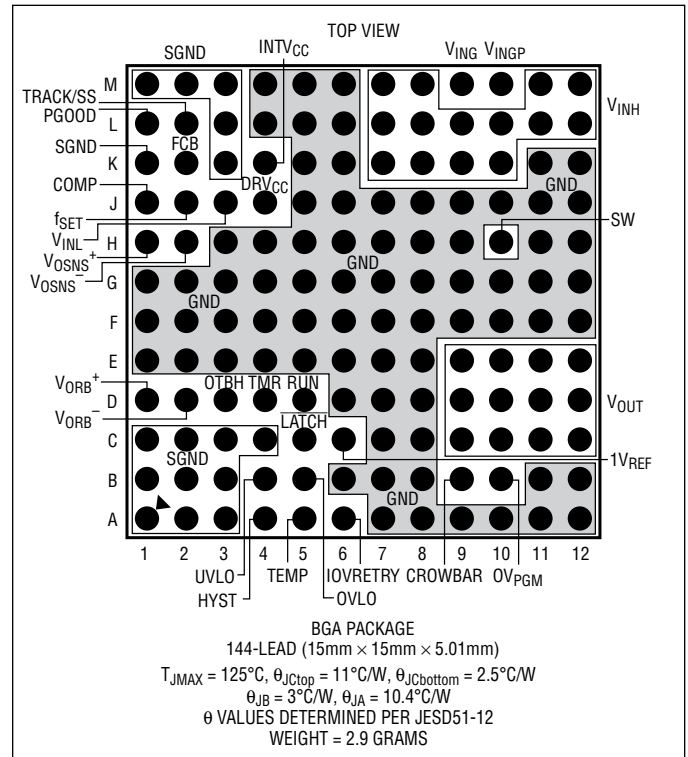 TOP VIEW
SGND INTVCC VING VINGP
M
TRACK/SS
PGOOD L VINH
FCB
SGND K
COMP DRVCC GND
J
fSET SW
VINL H
VOSNS+ GND
VOSNS− G
GND
F
E
VORB+ OTBH TMR RUN
D VOUT
VORB− LATCH
C
SGND 1VREF
B
GND
A
1 2 3 4 5 6 7 8 9 10 11 12
UVLO TEMP IOVRETRY CROWBAR OVPGM
HYST OVLO
BGA PACKAGE
144-LEAD (15mm × 15mm × 5.01mm)
TJMAX = 125°C, θJCtop = 11°C/W, θJCbottom = 2.5°C/W
θJB = 3°C/W, θJA = 10.4°C/W
θ VALUES DETERMINED PER JESD51-12
WEIGHT = 2.9 GRAMS